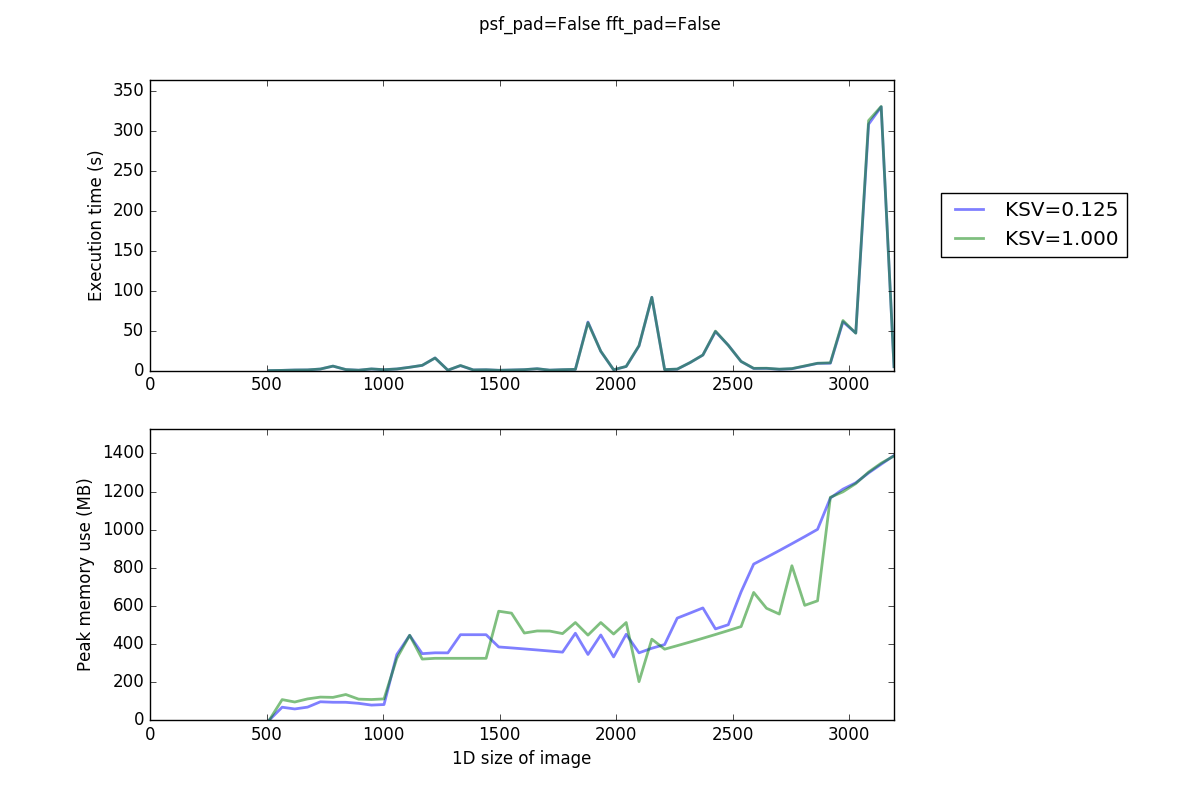 psf_pad=False fft_pad=False
350
300
250
200
150
100
50
0
Execution time (s)
0 500 1000 1500 2000 2500 3000
KSV=0.125
KSV=1.000
1400
1200
1000
800
600
400
200
0
Peak memory use (MB)
0 500 1000 1500 2000 2500 3000
1D size of image